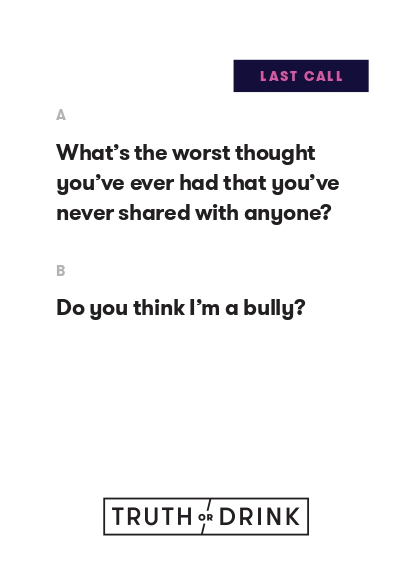 LAST CALL
A
What’s the worst thought
you’ve ever had that you’ve
never shared with anyone?
B
Do you think I’m a bully?
TRUTH OR DRINK